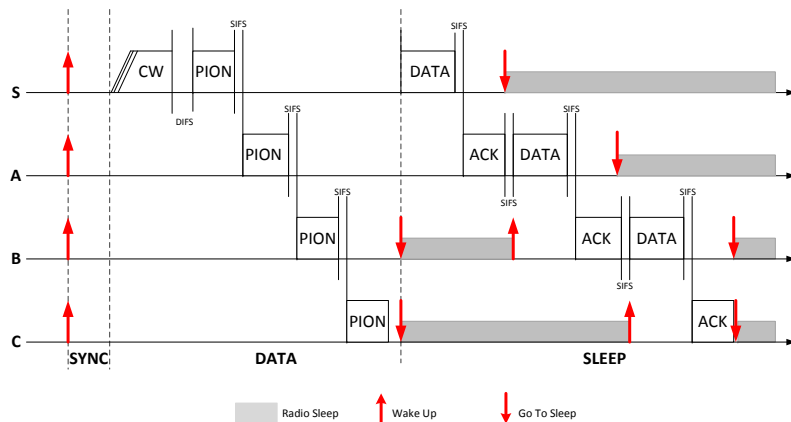 SIFS
CW PION DATA
S
DIFS
SIFS SIFS
PION ACK DATA
A
SIFS SIFS SIFS
PION ACK DATA
B
SIFS
PION ACK
C
SYNC DATA SLEEP
Radio Sleep Wake Up Go To Sleep